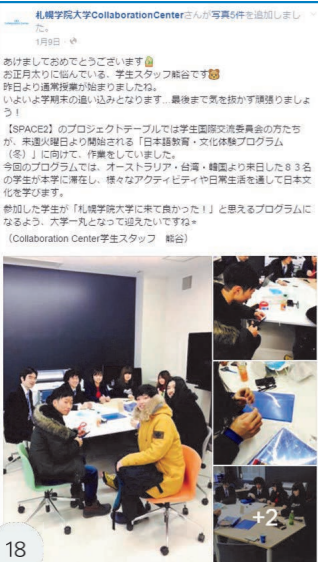 札幌学院大学CollaborationCenterさんが写真5件を追加しまし
た。
1月9日・
あけましておめでとうございます
お正月太りに悩んでいる、学生スタッフ熊谷です
昨日より通常授業が始まりましたね。
いよいよ学期末の追い込みとなります…最後まで気を抜かず頑張りましょ
う！
【SPACE2】のプロジェクトテーブルでは学生国際交流委員会の方たち
が、来週火曜日より開始される「日本語教育・文化体験プログラム
（冬）」に向けて、作業をしていました。
今回のプログラムでは、オーストラリア・台湾・韓国より来日した８３名
の学生が本学に滞在し、様々なアクティビティや日常生活を通して日本文
化を学びます。
参加した学生が「札幌学院大学に来て良かった！」と思えるプログラムに
なるよう、大学一丸となって迎えたいですね⭐
（Collaboration Center学生スタッフ　熊谷）
+2
18